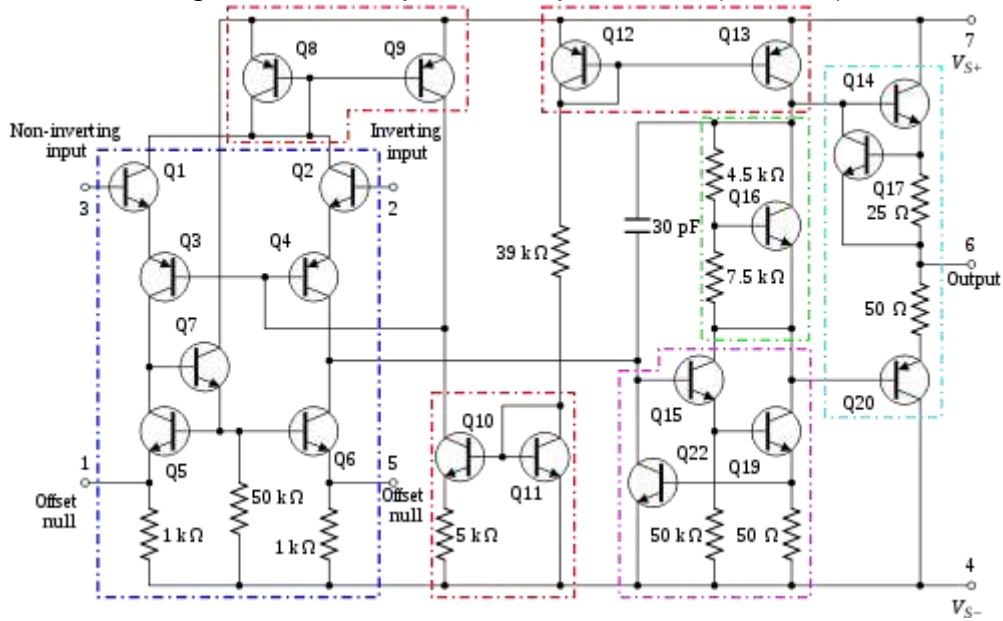 Q8
Q9
Q12
Q13
7
V_{S+}
Q14
Non-inverting
input
Inverting
input
Q1
Q2
3
2
4.5 kΩ
Q16
Q17
25 Ω
Q3
Q4
39 kΩ
30 pF
7.5 kΩ
6
Output
50 Ω
Q7
Q15
Q20
Q10
Q22
Q19
1
Q5
Q6
5
Q11
Offset
null
50 kΩ
Offset
null
1 kΩ
1 kΩ
5 kΩ
50 kΩ
50 Ω
4
V_{S−}